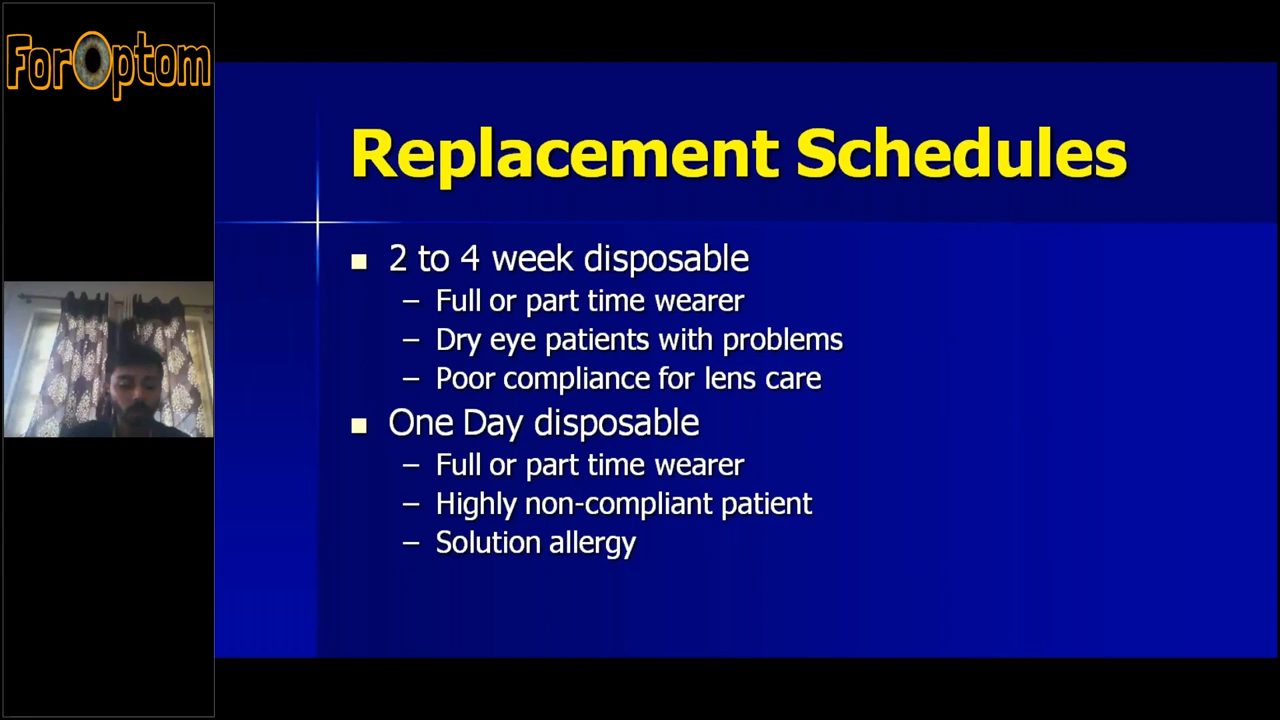 ForOptom
Replacement Schedules
■ 2 to 4 week disposable
– Full or part time wearer
– Dry eye patients with problems
– Poor compliance for lens care
■ One Day disposable
– Full or part time wearer
– Highly non-compliant patient
– Solution allergy